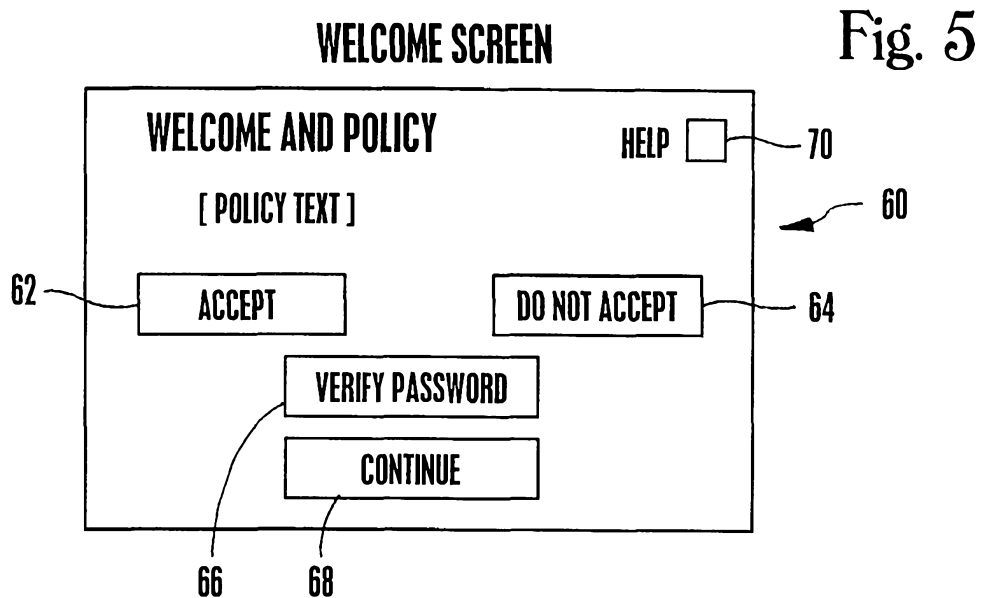 Fig. 5
WELCOME SCREEN
WELCOME AND POLICY
HELP
70
[ POLICY TEXT ]
60
62
ACCEPT
DO NOT ACCEPT
64
VERIFY PASSWORD
CONTINUE
66
68